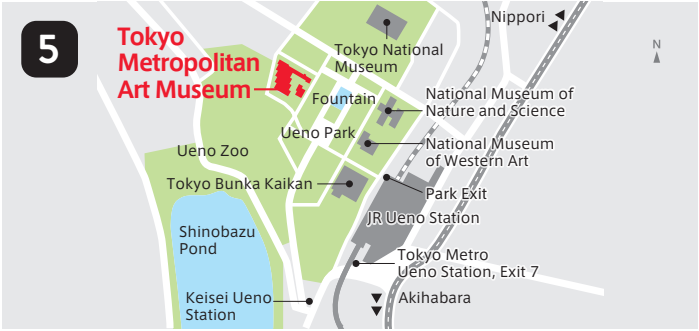 5
Tokyo
Metropolitan
Art Museum
Nippori
N
Tokyo National
Museum
Fountain
National Museum of
Nature and Science
Ueno Park
National Museum
of Western Art
Ueno Zoo
Tokyo Bunka Kaikan
Park Exit
JR Ueno Station
Shinobazu
Pond
Tokyo Metro
Ueno Station, Exit 7
Keisei Ueno
Station
Akihabara